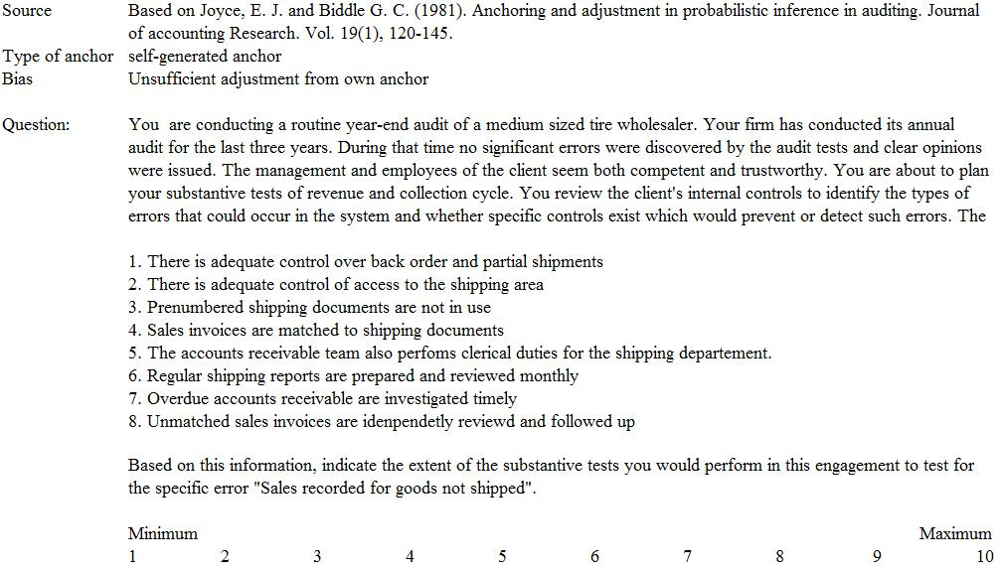 Source Based on Joyce, E. J. and Biddle G. C. (1981). Anchoring and adjustment in probabilistic inference in auditing. Journal
of accounting Research. Vol. 19(1), 120-145.
Type of anchor self-generated anchor
Bias Unsufficient adjustment from own anchor
Question: You are conducting a routine year-end audit of a medium sized tire wholesaler. Your firm has conducted its annual
audit for the last three years. During that time no significant errors were discovered by the audit tests and clear opinions
were issued. The management and employees of the client seem both competent and trustworthy. You are about to plan
your substantive tests of revenue and collection cycle. You review the client's internal controls to identify the types of
errors that could occur in the system and whether specific controls exist which would prevent or detect such errors. The
1. There is adequate control over back order and partial shipments
2. There is adequate control of access to the shipping area
3. Prenumbered shipping documents are not in use
4. Sales invoices are matched to shipping documents
5. The accounts receivable team also perfoms clerical duties for the shipping departement.
6. Regular shipping reports are prepared and reviewed monthly
7. Overdue accounts receivable are investigated timely
8. Unmatched sales invoices are idenpendetly reviewd and followed up
Based on this information, indicate the extent of the substantive tests you would perform in this engagement to test for
the specific error "Sales recorded for goods not shipped".
Minimum Maximum
1 2 3 4 5 6 7 8 9 10